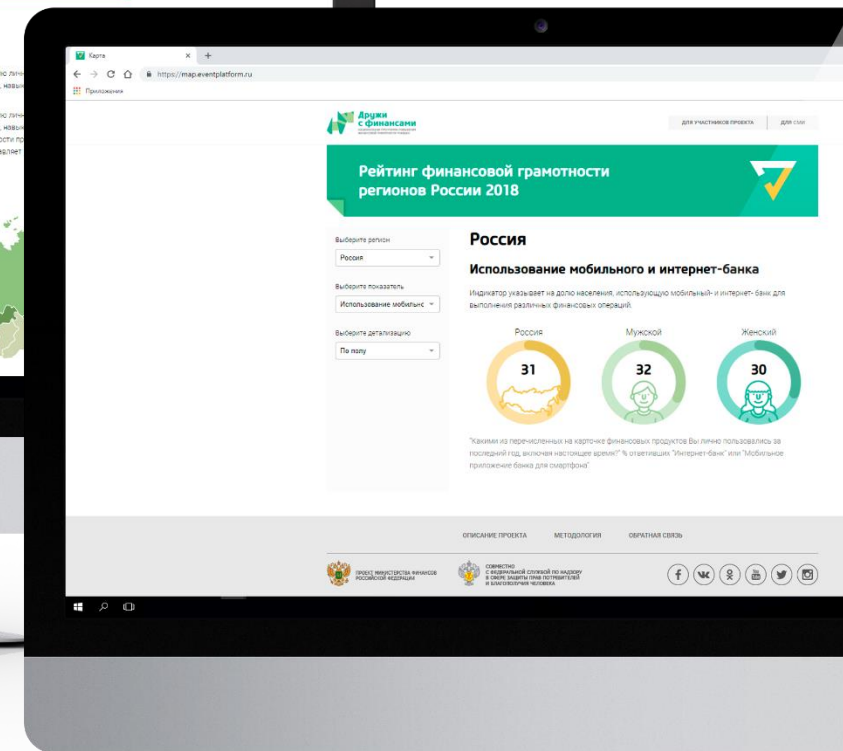 Карта
https://map.eventplatform.ru
Приложения
Дружи
с финансами
ДЛЯ УЧАСТНИКОВ ПРОЕКТА
ДЛЯ СМИ
Рейтинг финансовой грамотности
регионов России 2018
Выберите регион
Россия
Выберите показатель
Использование мобильнс
Выберите детализацию
По полу
Россия
Использование мобильного и интернет-банка
Индикатор указывает на долю населения, использующую мобильный- и интернет- банк для
выполнения различных финансовых операций.
Россия
Мужской
Женский
31
32
30
"Какими из перечисленных на карточке финансовых продуктов Вы лично пользовались за
последний год, включая настоящее время?" % ответивших "Интернет-банк" или "Мобильное
приложение банка для смартфона"
ОПИСАНИЕ ПРОЕКТА
МЕТОДОЛОГИЯ
ОБРАТНАЯ СВЯЗЬ
ПРОЕКТ МИНИСТЕРСТВА ФИНАНСОВ
РОССИЙСКОЙ ФЕДЕРАЦИИ
СОВМЕСТНО
С ФЕДЕРАЛЬНОЙ СЛУЖБОЙ ПО НАДЗОРУ
В СФЕРЕ ЗАЩИТЫ ПРАВ ПОТРЕБИТЕЛЕЙ
И БЛАГОПОЛУЧИЯ ЧЕЛОВЕКА